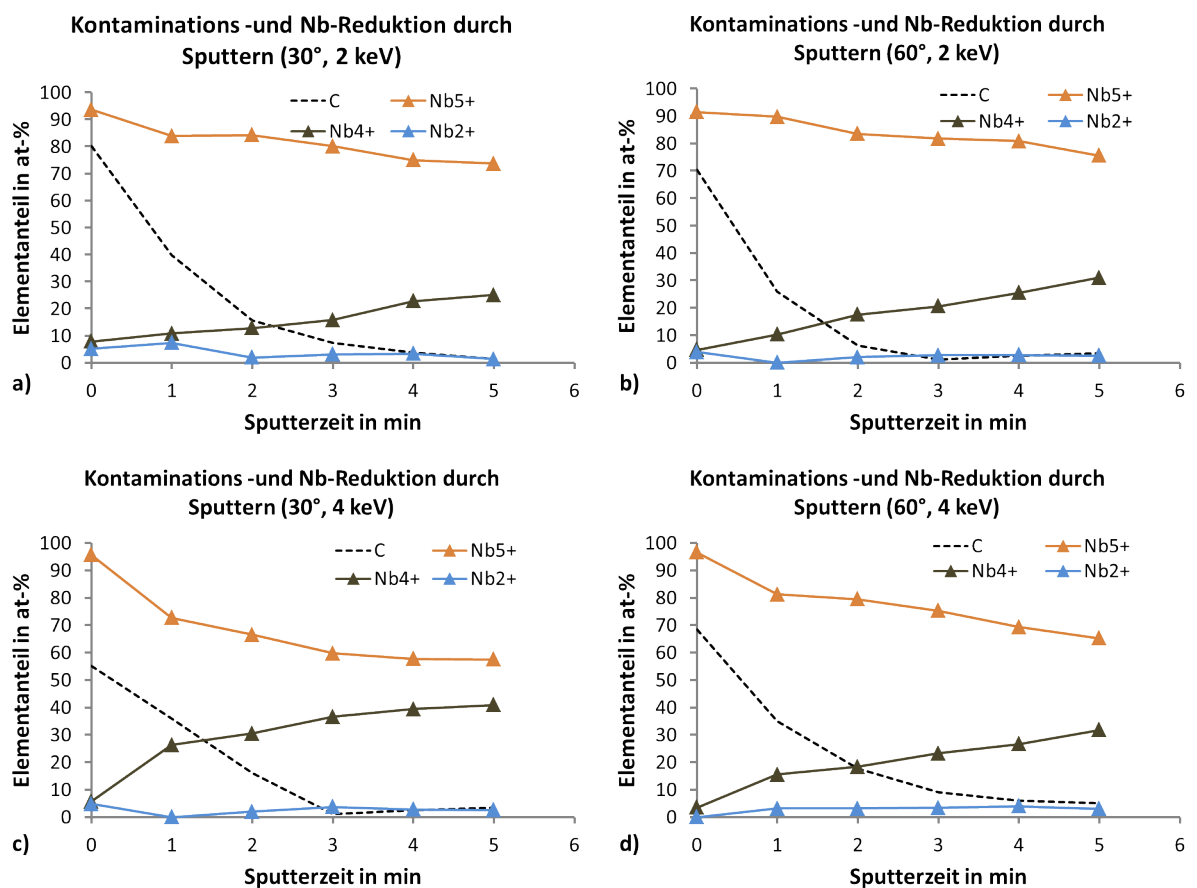 Kontaminations -und Nb-Reduktion durch
Sputtern (30°, 2 keV)
C
Nb5+
Nb4+
Nb2+
Elementanteil in at-%
100
90
80
70
60
50
40
30
20
10
0
0 1 2 3 4 5 6
a)
Sputterzeit in min
Kontaminations -und Nb-Reduktion durch
Sputtern (60°, 2 keV)
C
Nb5+
Nb4+
Nb2+
Elementanteil in at-%
100
90
80
70
60
50
40
30
20
10
0
0 1 2 3 4 5 6
b)
Sputterzeit in min
Kontaminations -und Nb-Reduktion durch
Sputtern (30°, 4 keV)
C
Nb5+
Nb4+
Nb2+
Elementanteil in at-%
100
90
80
70
60
50
40
30
20
10
0
0 1 2 3 4 5 6
c)
Sputterzeit in min
Kontaminations -und Nb-Reduktion durch
Sputtern (60°, 4 keV)
C
Nb5+
Nb4+
Nb2+
Elementanteil in at-%
100
90
80
70
60
50
40
30
20
10
0
0 1 2 3 4 5 6
d)
Sputterzeit in min